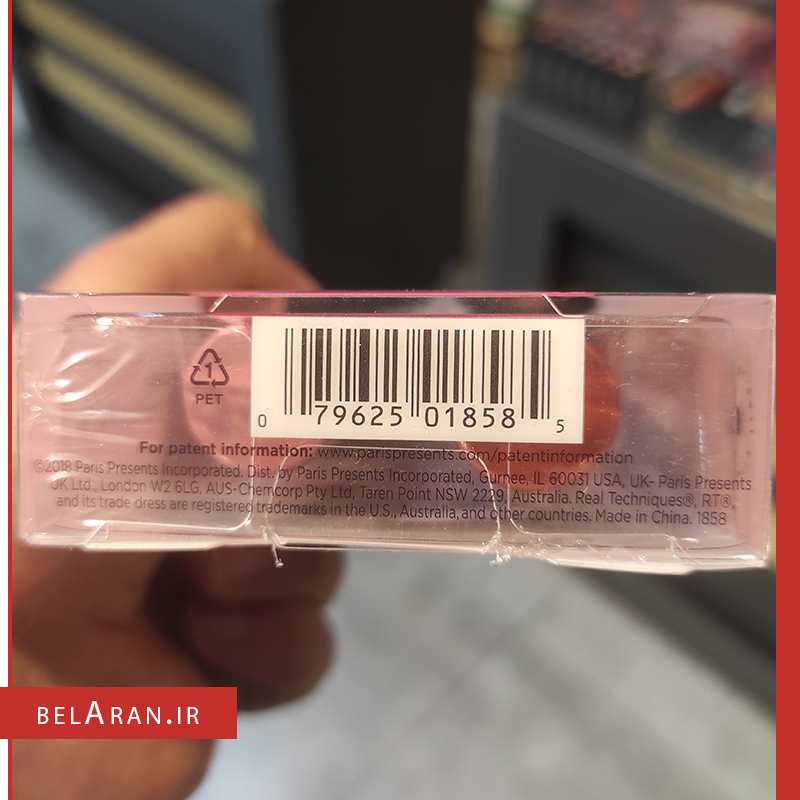 1
PET
0 79625 01858 5
For patent information: www.parispresents.com/patentinformation
©2018 Paris Presents Incorporated. Dist. by Paris Presents Incorporated, Gurnee, IL 60031 USA, UK- Paris Presents
UK Ltd., London W2 6LG, AUS-Chemcorp Pty Ltd, Taren Point NSW 2229, Australia. Real Techniques®, RT®,
and its trade dress are registered trademarks in the U.S., Australia, and other countries. Made in China. 1858
BELARAN.IR